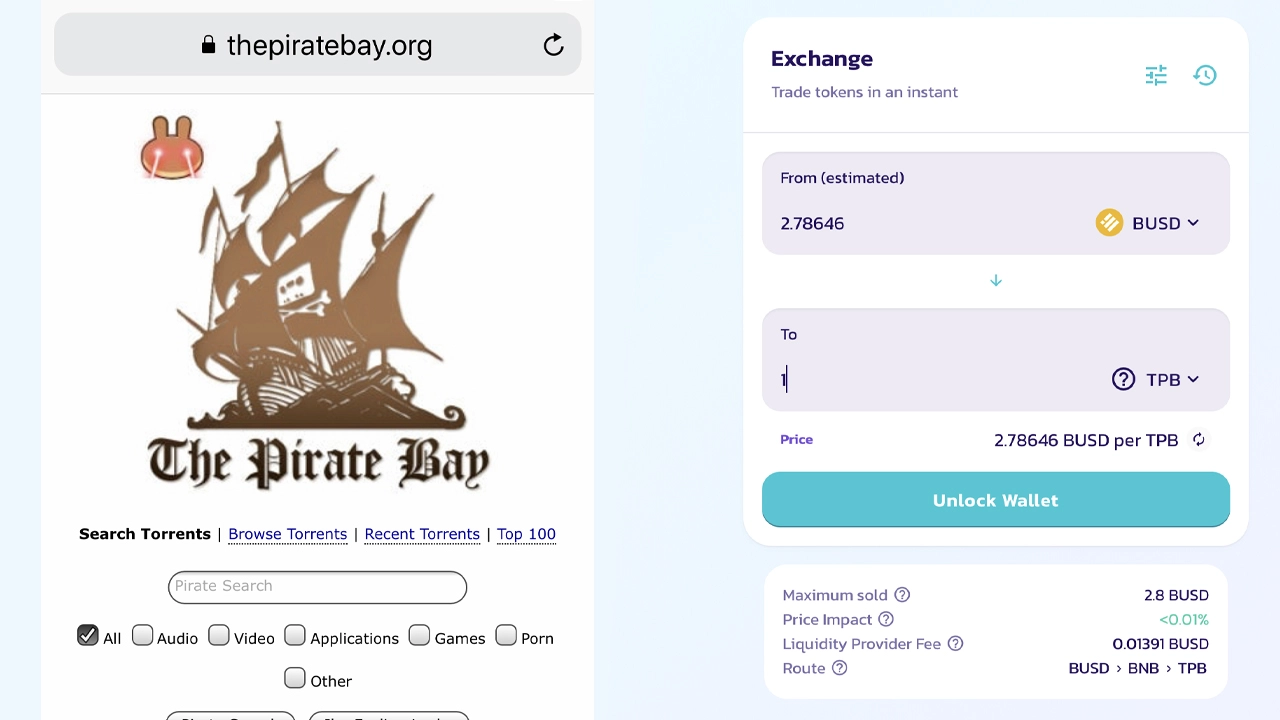 thepiratebay.org
The Pirate Bay
Search Torrents | Browse Torrents | Recent Torrents | Top 100
Pirate Search
All Audio Video Applications Games Porn
Other
Exchange
Trade tokens in an instant
From (estimated)
2.78646 BUSD
To
1 TPB
Price 2.78646 BUSD per TPB
Unlock Wallet
Maximum sold 2.8 BUSD
Price Impact <0.01%
Liquidity Provider Fee 0.01391 BUSD
Route BUSD > BNB > TPB